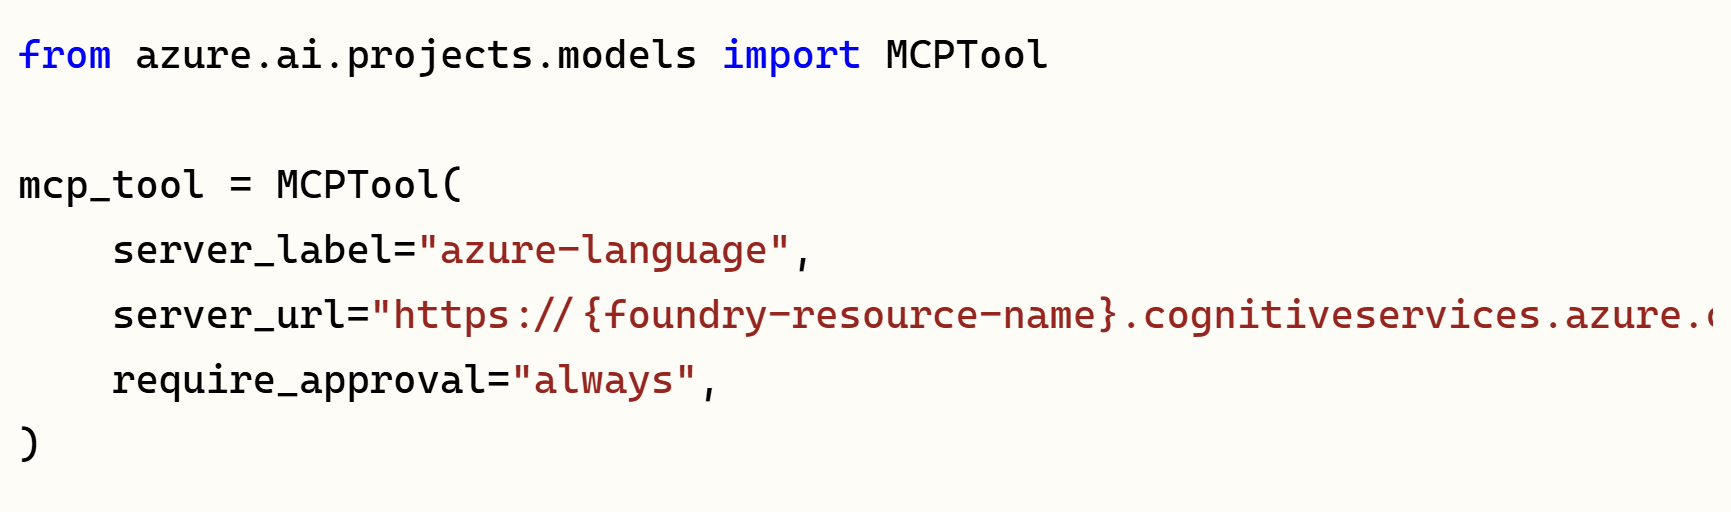 from azure.ai.projects.models import MCPTool
mcp_tool = MCPTool(
server_label="azure-language",
server_url="https://{foundry-resource-name}.cognitiveservices.azure.
require_approval="always",
)